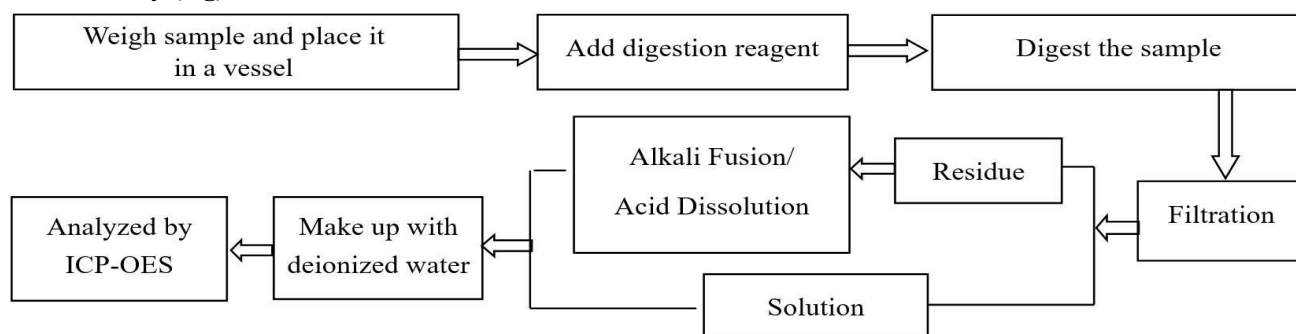 Weigh sample and place it
in a vessel
Add digestion reagent
Digest the sample
Filtration
Residue
Alkali Fusion/
Acid Dissolution
Solution
Make up with
deionized water
Analyzed by
ICP-OES